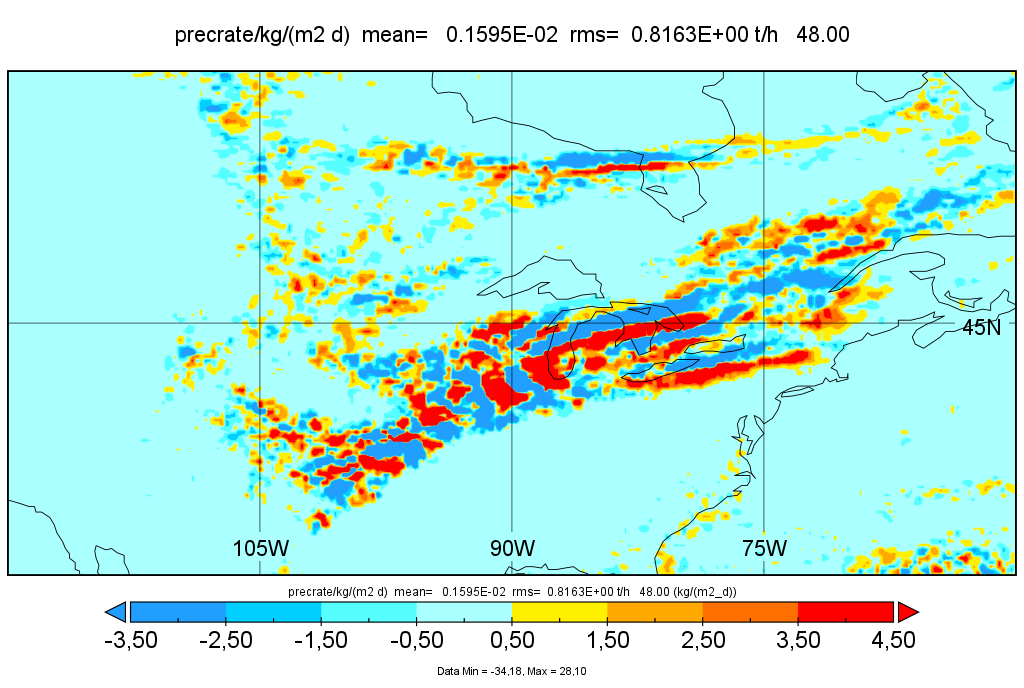 precrate/kg/(m2 d) mean= 0.1595E-02 rms= 0.8163E+00 t/h 48.00
45N
105W 90W 75W
precrate/kg/(m2 d) mean= 0.1595E-02 rms= 0.8163E+00 t/h 48.00 (kg/(m2_d))
-3,50 -2,50 -1,50 -0,50 0,50 1,50 2,50 3,50 4,50
Data Min = -34,18, Max = 28,10